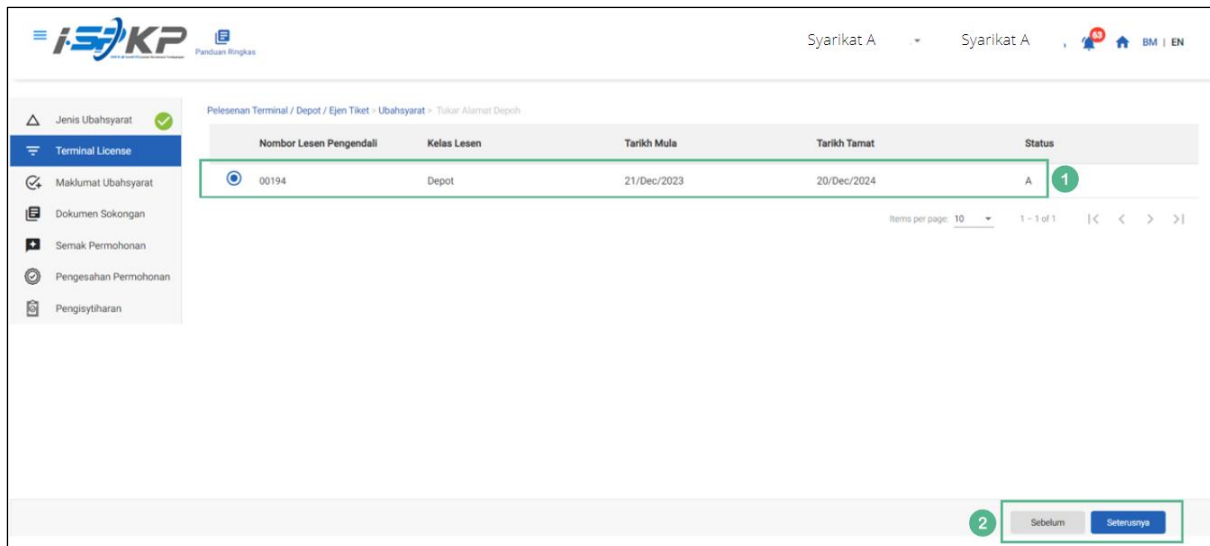 i-SPKP
Panduan Ringkas
Syarikat A
Syarikat A
,
63
BM | EN
Jenis Ubahsyarat
Terminal License
Maklumat Ubahsyarat
Dokumen Sokongan
Semak Permohonan
Pengesahan Permohonan
Pengisytiharan
Pelesenan Terminal / Depot / Ejen Tiket > Ubahsyarat > Tukar Alamat Depoh
Nombor Lesen Pengendali Kelas Lesen Tarikh Mula Tarikh Tamat Status
00194 Depot 21/Dec/2023 20/Dec/2024 A
1
Items per page: 10 1 – 1 of 1 |< < > >|
2
Sebelum
Seterusnya